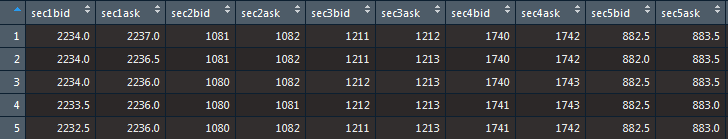 sec1bid sec1ask sec2bid sec2ask sec3bid sec3ask sec4bid sec4ask sec5bid sec5ask
1 2234.0 2237.0 1081 1082 1211 1212 1740 1742 882.5 883.5
2 2234.0 2236.5 1081 1082 1211 1213 1740 1742 882.0 883.5
3 2234.0 2236.0 1080 1082 1212 1213 1740 1743 882.5 883.5
4 2233.5 2236.0 1080 1081 1212 1213 1741 1743 882.5 883.0
5 2232.5 2236.0 1080 1082 1211 1213 1741 1742 882.5 883.0